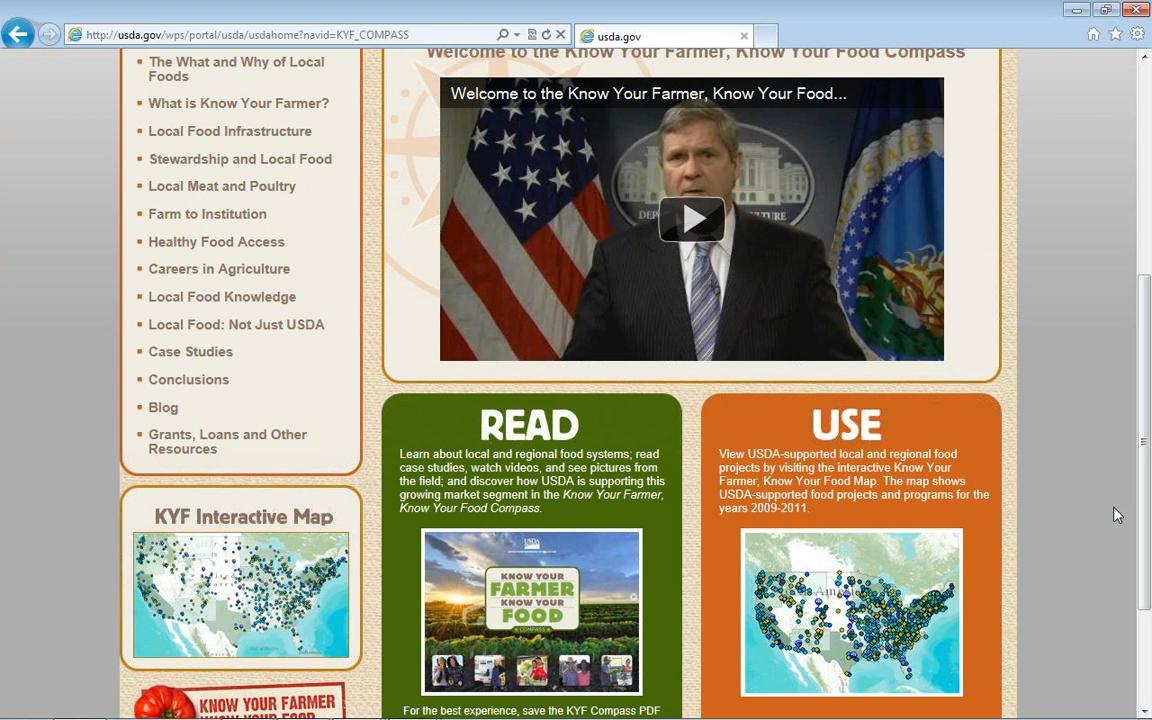 http://usda.gov/wps/portal/usda/usdahome?navid=KYF_COMPASS
usda.gov
The What and Why of Local
Foods
What is Know Your Farmer?
Local Food Infrastructure
Stewardship and Local Food
Local Meat and Poultry
Farm to Institution
Healthy Food Access
Careers in Agriculture
Local Food Knowledge
Local Food: Not Just USDA
Case Studies
Conclusions
Blog
Grants, Loans and Other
Resources
KYF Interactive Map
KNOW YOUR FARMER
KNOW YOUR FOOD
Welcome to the Know Your Farmer, Know Your Food Compass
Welcome to the Know Your Farmer, Know Your Food...
READ
Learn about local and regional food systems; read
case studies, watch videos, and see pictures from
the field; and discover how USDA is supporting this
growing market segment in the Know Your Farmer,
Know Your Food Compass.
USDA
KNOW YOUR
FARMER
KNOW YOUR
FOOD
COMPASS
For the best experience, save the KYF Compass PDF
USE
View USDA-supported local and regional food
projects by visiting the interactive Know Your
Farmer, Know Your Food Map. The map shows
USDA-supported food projects and programs for the
years 2009-2011.